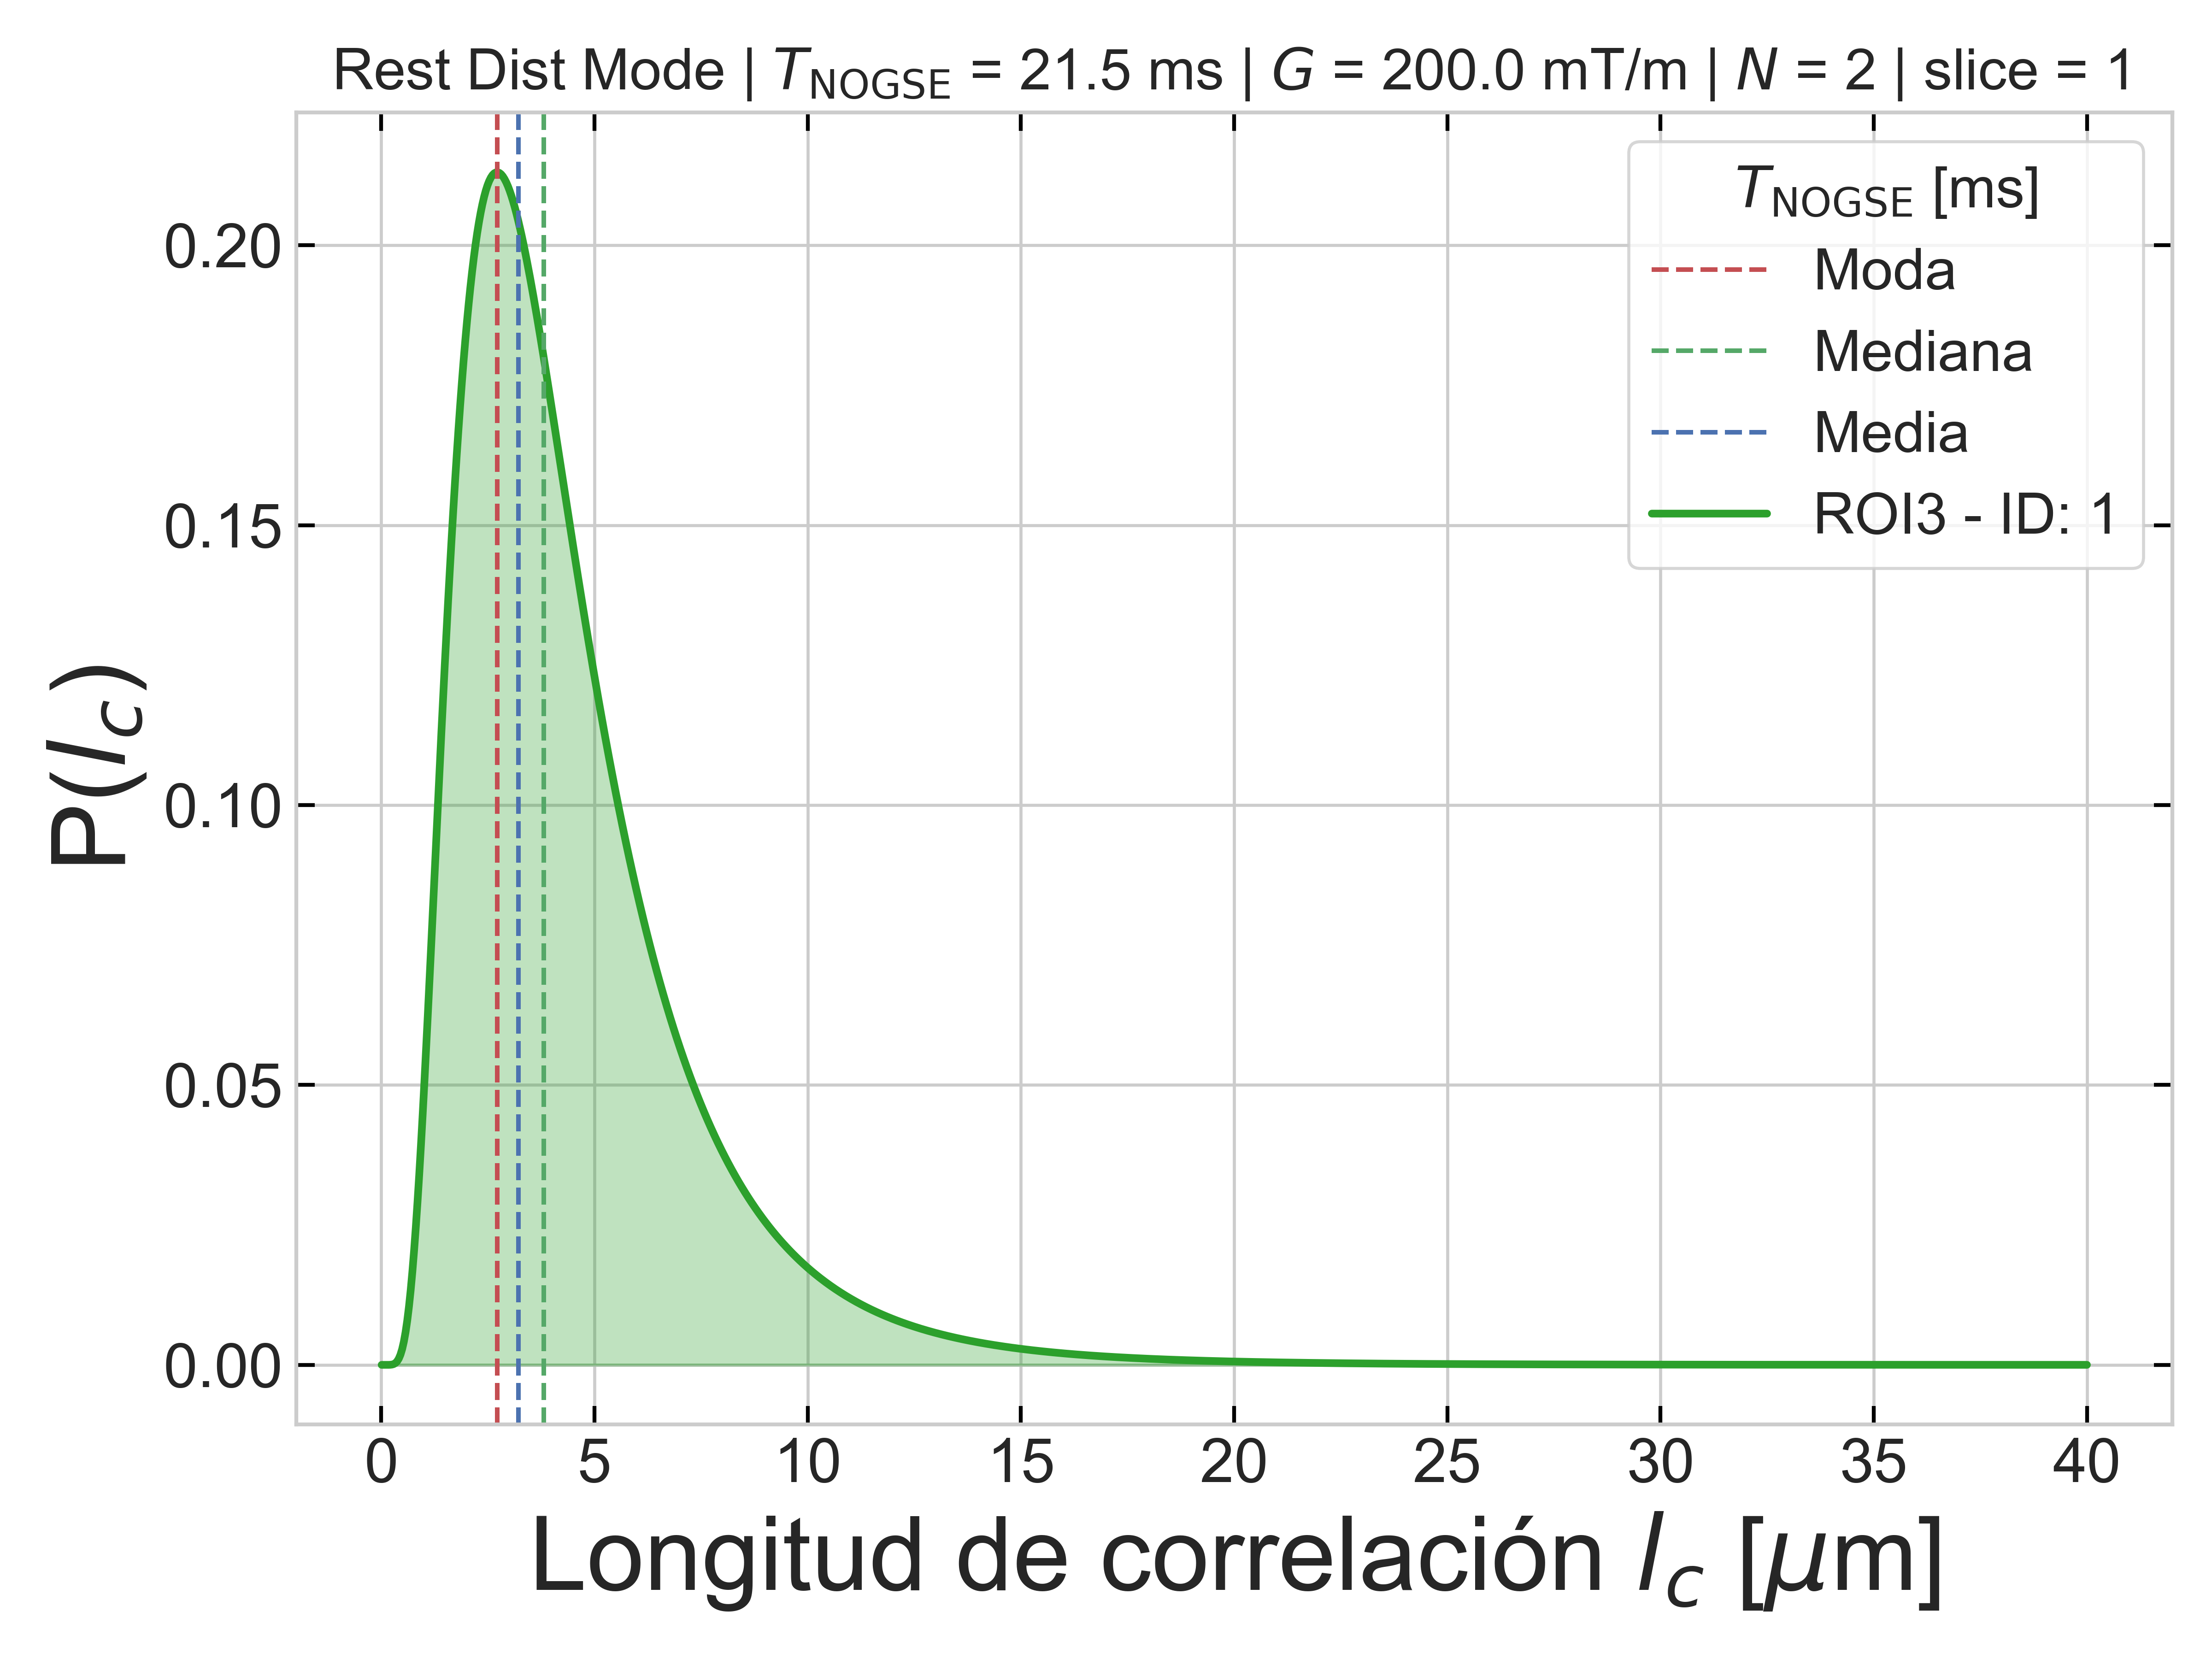 Rest Dist Mode | T_NOGSE = 21.5 ms | G = 200.0 mT/m | N = 2 | slice = 1
T_NOGSE [ms]
Moda
Mediana
Media
ROI3 - ID: 1
P(l_c)
0.20
0.15
0.10
0.05
0.00
0 5 10 15 20 25 30 35 40
Longitud de correlación l_c [μm]